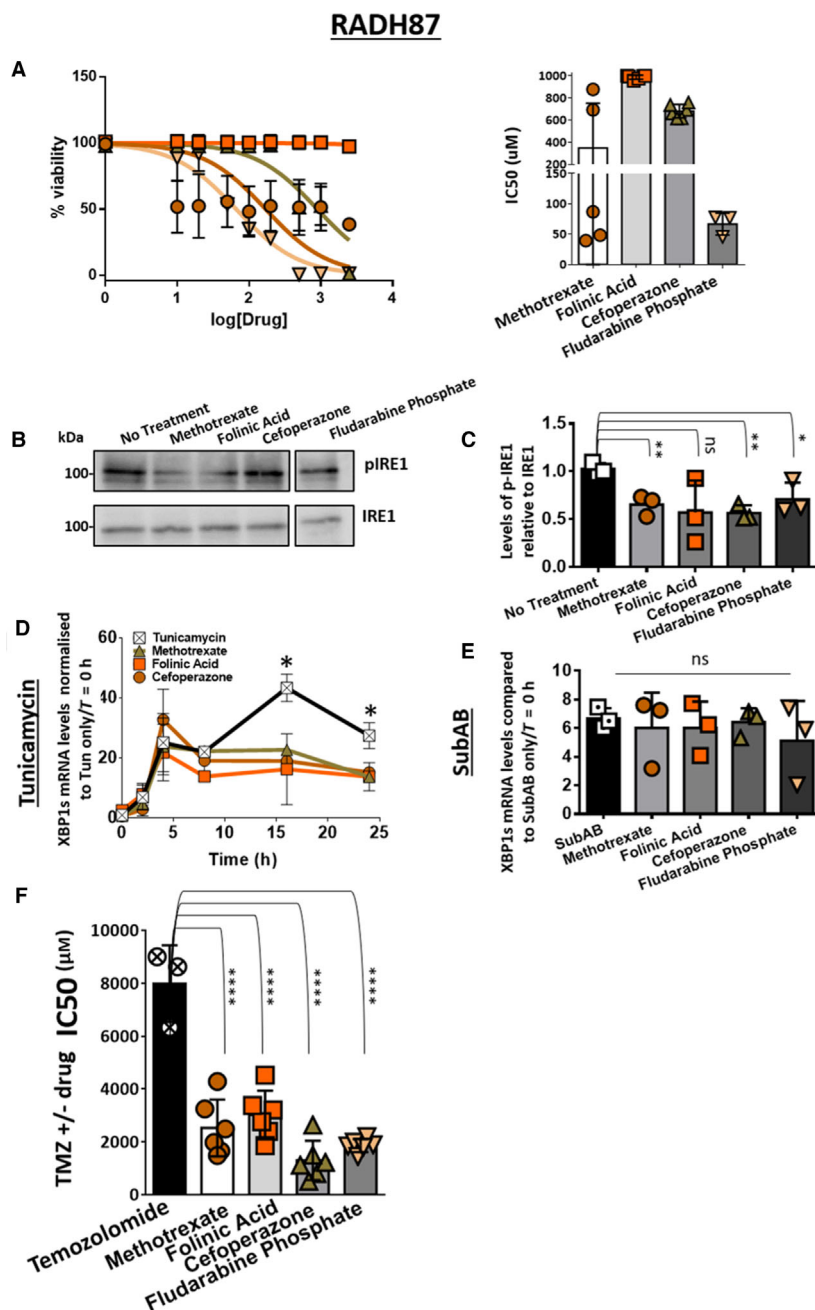 RADH87
A
% viability
150
100
50
0
0
1
2
3
4
log[Drug]
IC50 (uM)
1000
800
600
400
200
150
100
50
0
Methotrexate
Folinic Acid
Cefoperazone
Fludarabine Phosphate
B
kDa
No Treatment
Methotrexate
Folinic Acid
Cefoperazone
Fludarabine Phosphate
100
pIRE1
100
IRE1
C
Levels of p-IRE1
relative to IRE1
1.5
1.0
0.5
0.0
**
ns
**
*
No Treatment
Methotrexate
Folinic Acid
Cefoperazone
Fludarabine Phosphate
D
Tunicamycin
XBP1s mRNA levels normalised
to Tun only/T = 0 h
60
40
20
0
Tunicamycin
Methotrexate
Folinic Acid
Cefoperazone
*
*
0
5
10
15
20
25
Time (h)
E
SubAB
XBP1s mRNA levels compared
to SubAB only/T = 0 h
10
8
6
4
2
0
ns
SubAB
Methotrexate
Folinic Acid
Cefoperazone
Fludarabine Phosphate
F
TMZ +/- drug IC50 (µM)
10000
8000
6000
4000
2000
0
****
****
****
****
Temozolomide
Methotrexate
Folinic Acid
Cefoperazone
Fludarabine Phosphate